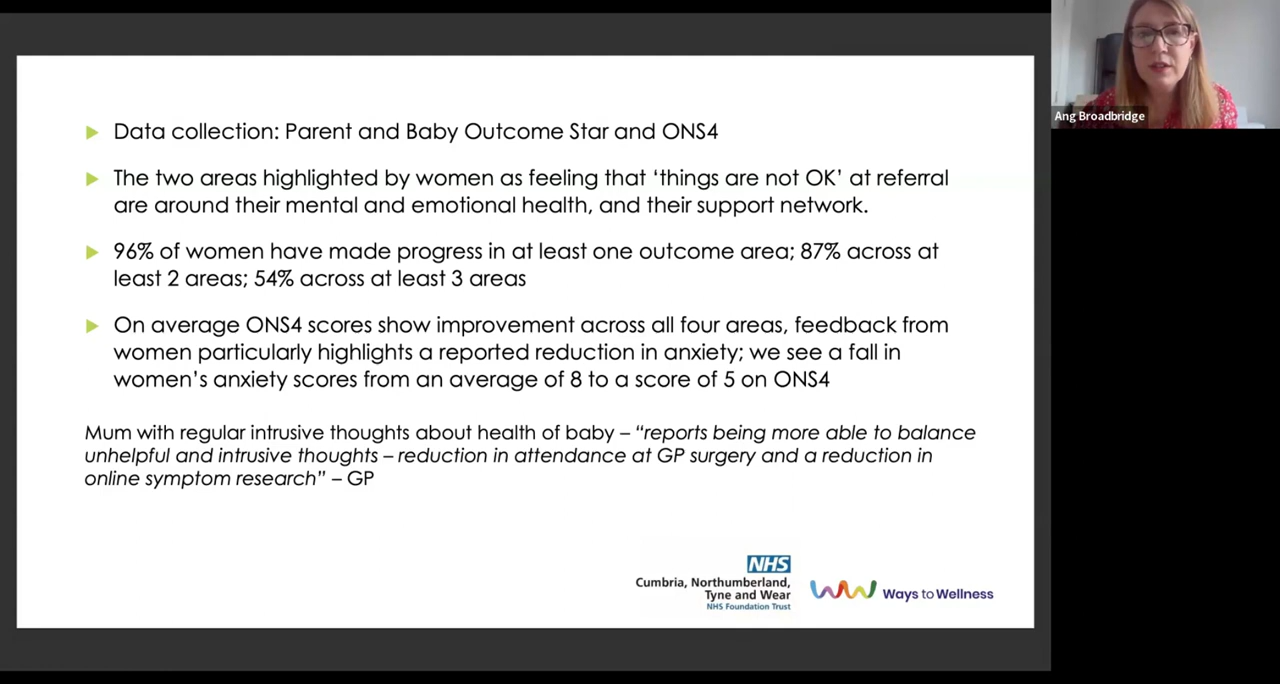 Data collection: Parent and Baby Outcome Star and ONS4
The two areas highlighted by women as feeling that ‘things are not OK’ at referral
are around their mental and emotional health, and their support network.
96% of women have made progress in at least one outcome area; 87% across at
least 2 areas; 54% across at least 3 areas
On average ONS4 scores show improvement across all four areas, feedback from
women particularly highlights a reported reduction in anxiety; we see a fall in
women’s anxiety scores from an average of 8 to a score of 5 on ONS4
Mum with regular intrusive thoughts about health of baby – “reports being more able to balance
unhelpful and intrusive thoughts – reduction in attendance at GP surgery and a reduction in
online symptom research” – GP
NHS
Cumbria, Northumberland,
Tyne and Wear
NHS Foundation Trust
Ways to Wellness
Ang Broadbridge